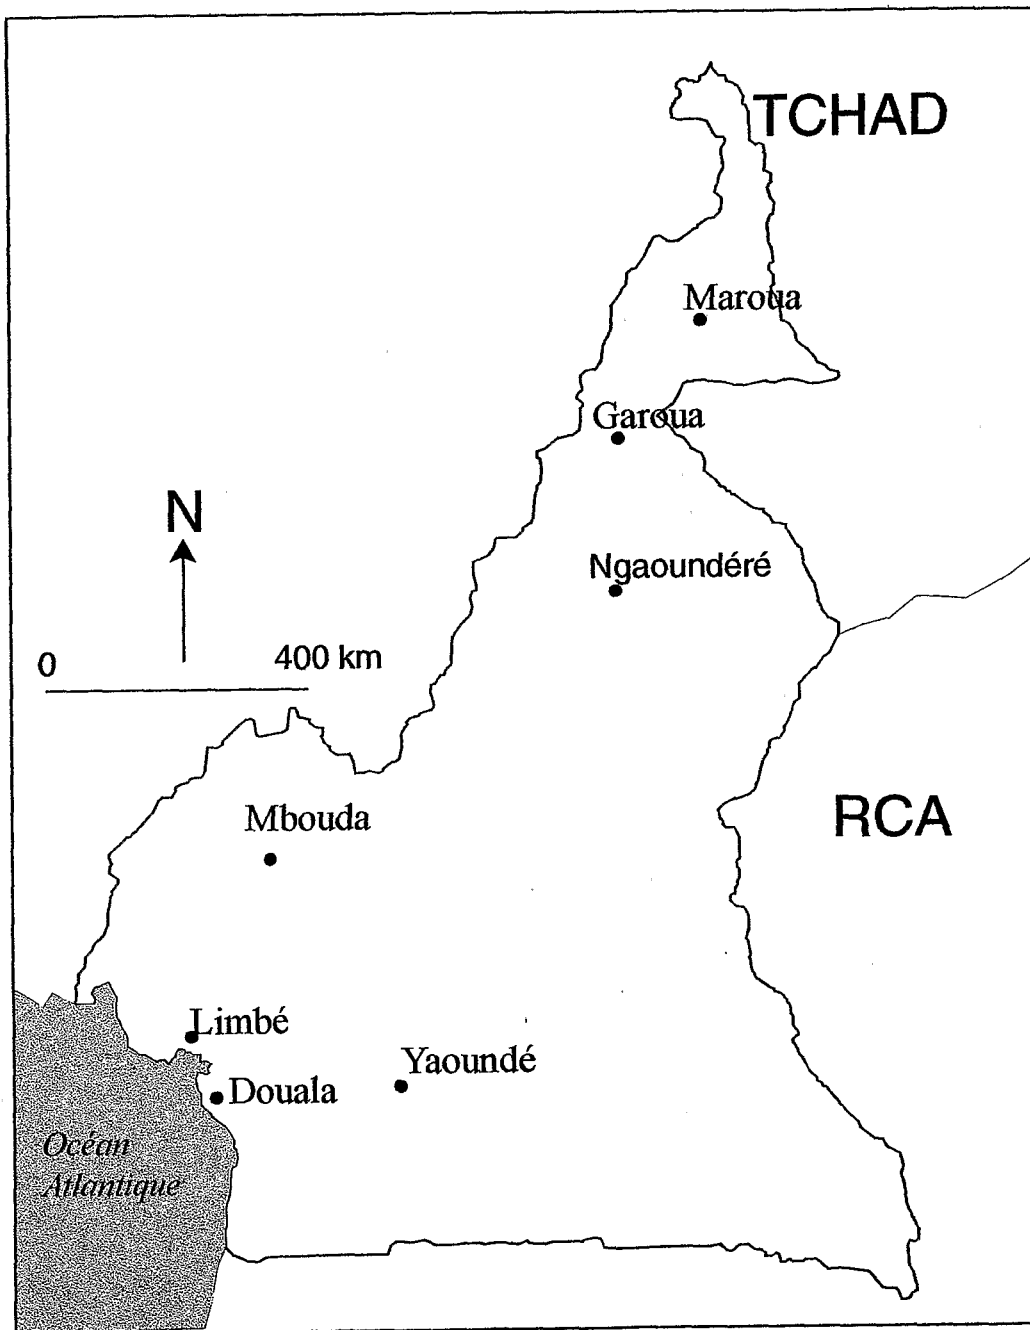 TCHAD
Maroua
Garoua
N
Ngaoundéré
0
400 km
Mbouda
RCA
Limbé
Yaoundé
Douala
Océan
Atlantique